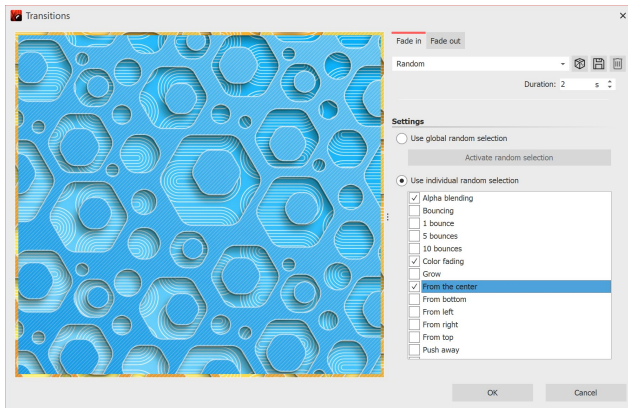 Transitions
Fade in Fade out
Random
Duration: 2 s
Settings
Use global random selection
Activate random selection
Use individual random selection
Alpha blending
Bouncing
1 bounce
5 bounces
10 bounces
Color fading
Grow
From the center
From bottom
From left
From right
From top
Push away
OK Cancel